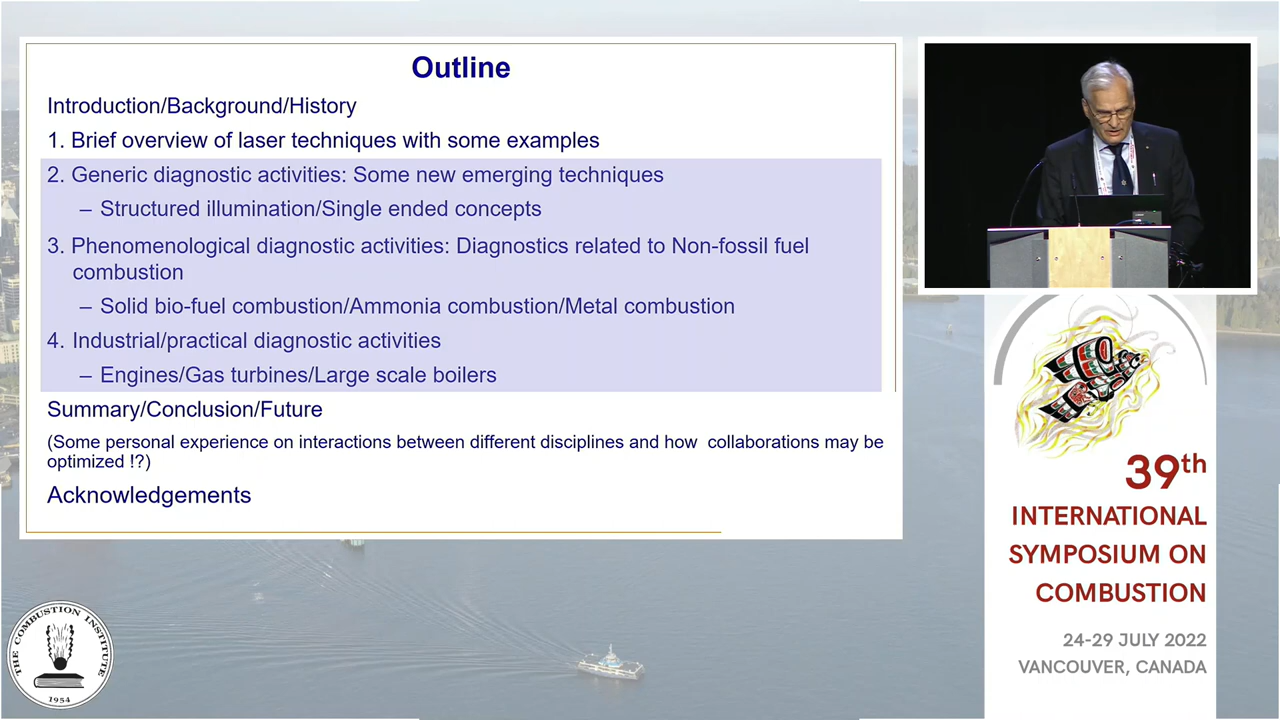 Outline
Introduction/Background/History
1. Brief overview of laser techniques with some examples
2. Generic diagnostic activities: Some new emerging techniques
– Structured illumination/Single ended concepts
3. Phenomenological diagnostic activities: Diagnostics related to Non-fossil fuel
combustion
– Solid bio-fuel combustion/Ammonia combustion/Metal combustion
4. Industrial/practical diagnostic activities
– Engines/Gas turbines/Large scale boilers
Summary/Conclusion/Future
(Some personal experience on interactions between different disciplines and how collaborations may be
optimized !?)
Acknowledgements
39th
INTERNATIONAL
SYMPOSIUM ON
COMBUSTION
24-29 JULY 2022
VANCOUVER, CANADA
THE COMBUSTION INSTITUTE
1954